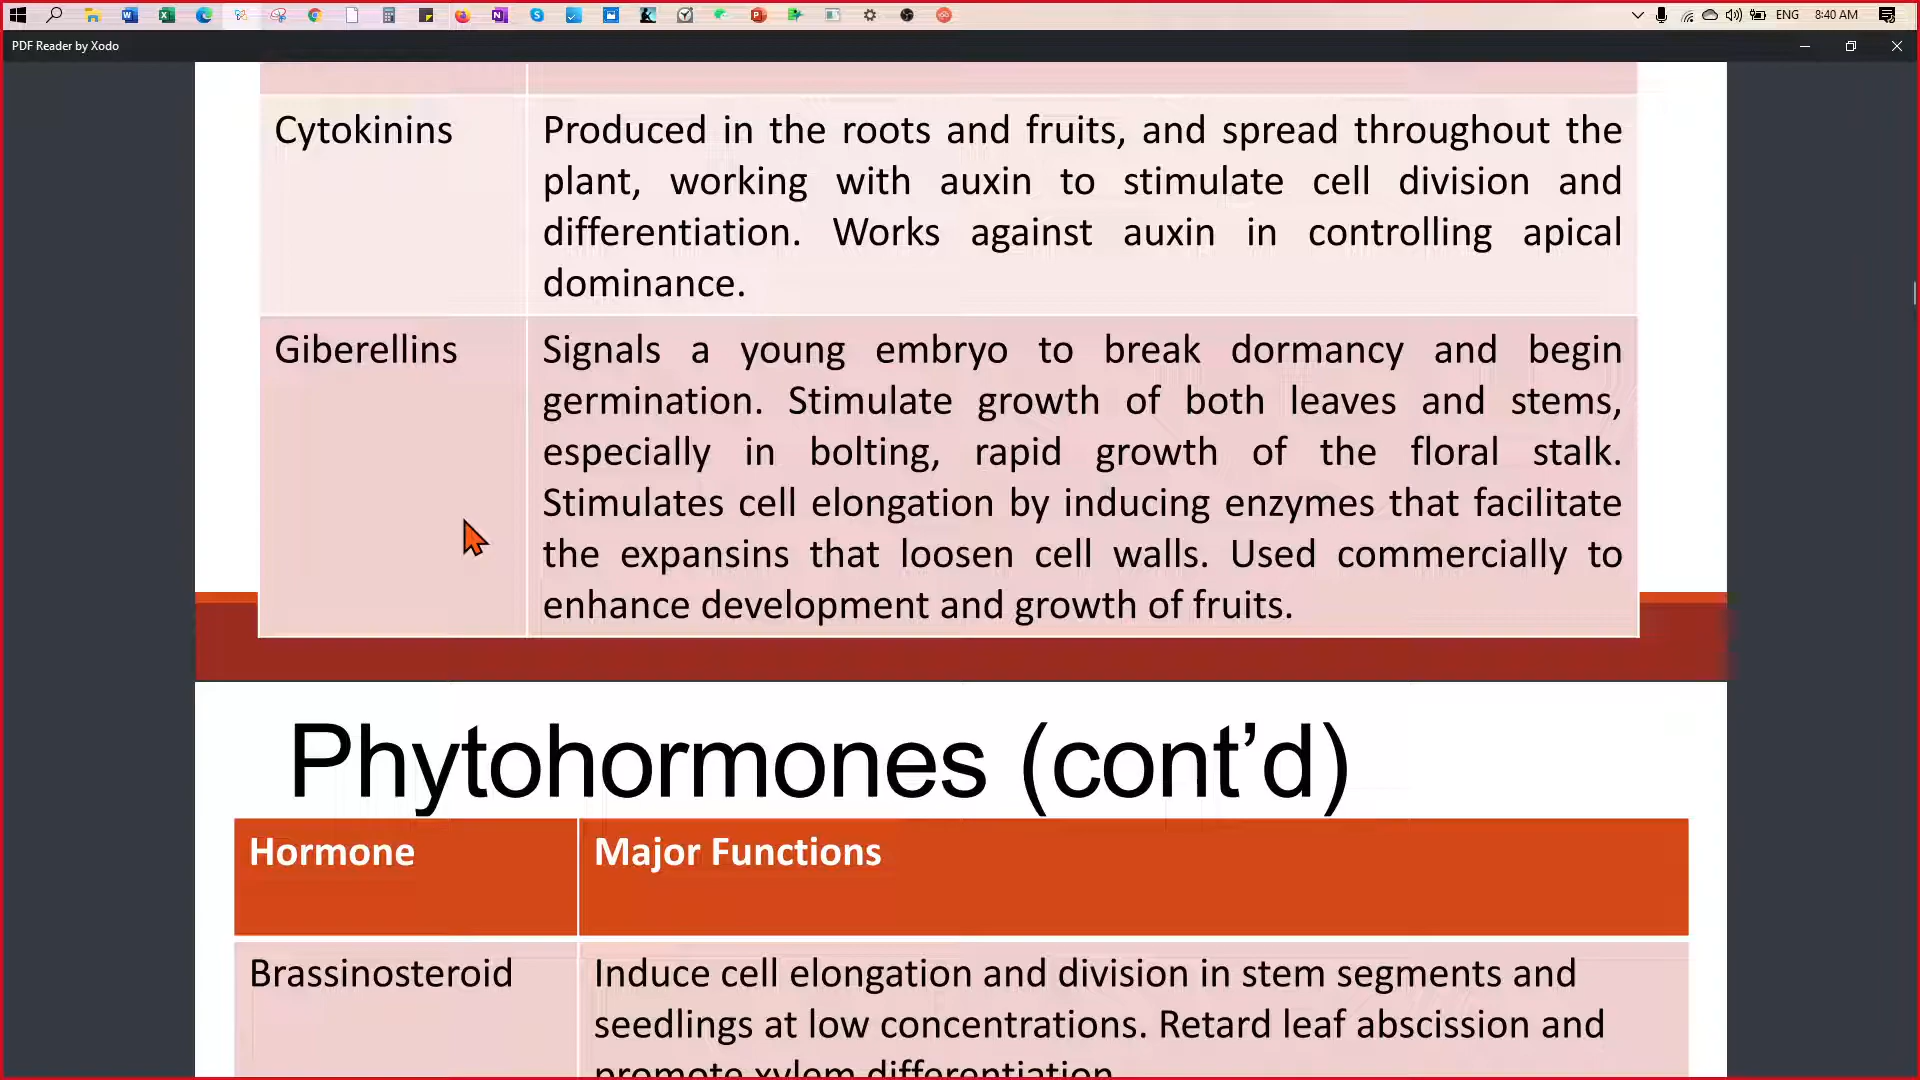 ENG 8:40 AM
PDF Reader by Xodo
Cytokinins
Produced in the roots and fruits, and spread throughout the
plant, working with auxin to stimulate cell division and
differentiation. Works against auxin in controlling apical
dominance.
Giberellins
Signals a young embryo to break dormancy and begin
germination. Stimulate growth of both leaves and stems,
especially in bolting, rapid growth of the floral stalk.
Stimulates cell elongation by inducing enzymes that facilitate
the expansins that loosen cell walls. Used commercially to
enhance development and growth of fruits.
Phytohormones (cont’d)
Hormone
Major Functions
Brassinosteroid
Induce cell elongation and division in stem segments and
seedlings at low concentrations. Retard leaf abscission and
promote xylem differentiation